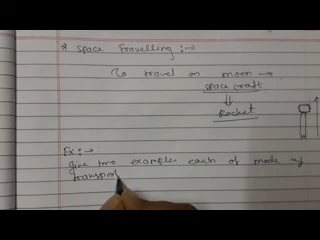 * Space Travelling :→
To travel on moon →
space craft
⇓
Rocket
Ex:→
Give two examples each of mode of
transport